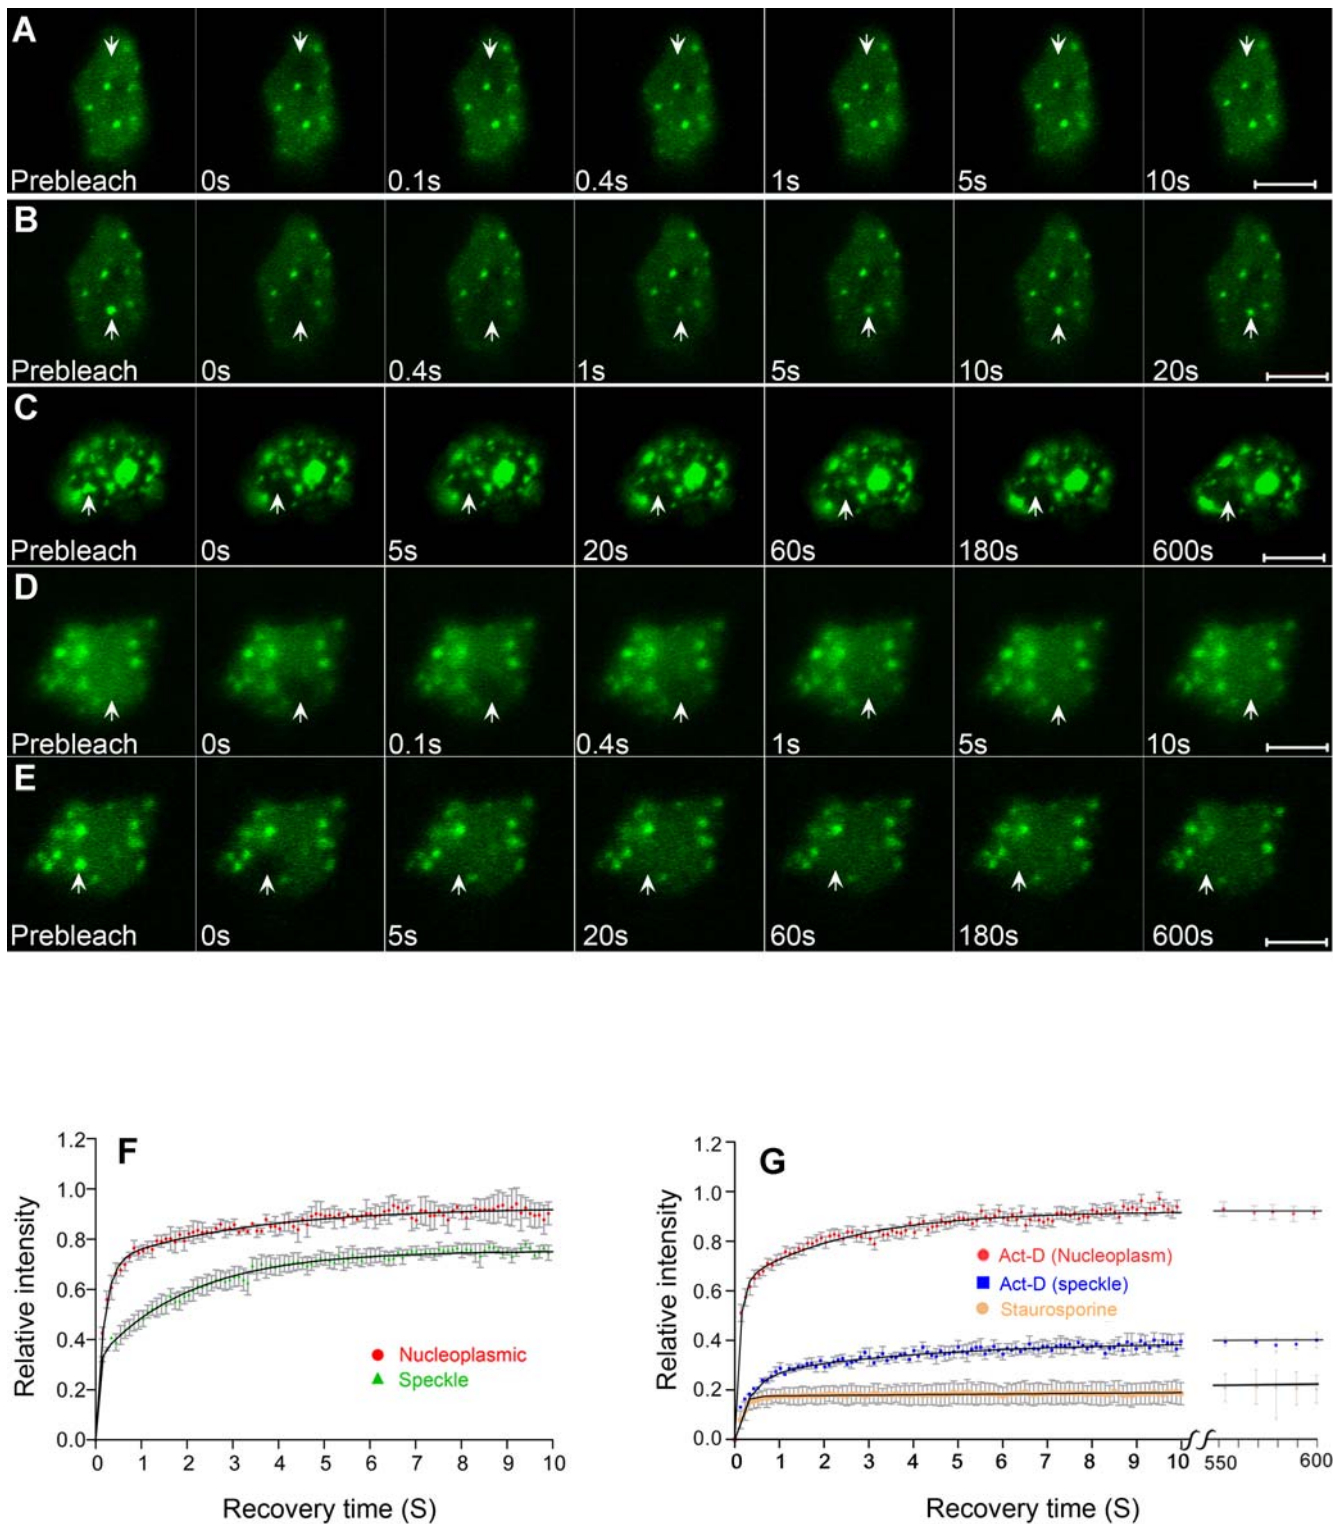 A
Prebleach 0s 0.1s 0.4s 1s 5s 10s
B
Prebleach 0s 0.4s 1s 5s 10s 20s
C
Prebleach 0s 5s 20s 60s 180s 600s
D
Prebleach 0s 0.1s 0.4s 1s 5s 10s
E
Prebleach 0s 5s 20s 60s 180s 600s
F
Relative intensity
1.2
1.0
0.8
0.6
0.4
0.2
0.0
Nucleoplasmic
Speckle
0 1 2 3 4 5 6 7 8 9 10
Recovery time (S)
G
Relative intensity
1.2
1.0
0.8
0.6
0.4
0.2
0.0
Act-D (Nucleoplasm)
Act-D (speckle)
Staurosporine
0 1 2 3 4 5 6 7 8 9 10 550 600
Recovery time (S)